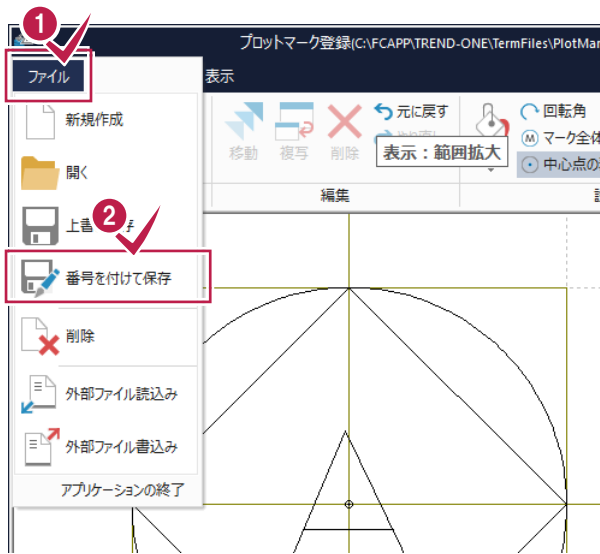 1
プロットマーク登録(C:\FCAPP\TREND-ONE\TermFiles\PlotMar
ファイル
表示
新規作成
開く
上書
2
番号を付けて保存
削除
外部ファイル読込み
外部ファイル書込み
アプリケーションの終了
移動
複写
削除
元に戻す
表示：範囲拡大
編集
回転角
M マーク全体
中心点の